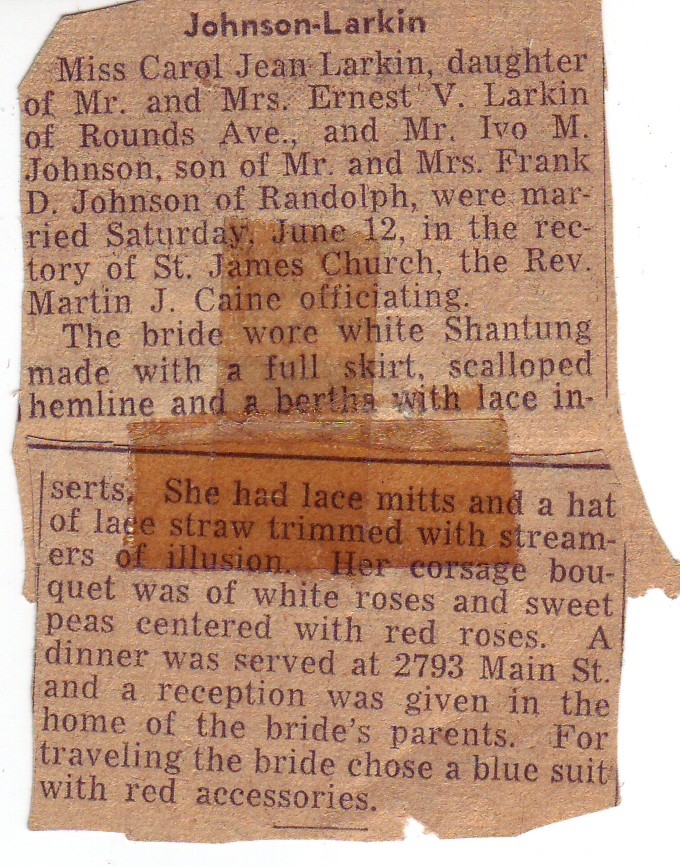 Johnson-Larkin
Miss Carol Jean Larkin, daughter
of Mr. and Mrs. Ernest V. Larkin
of Rounds Ave., and Mr. Ivo M.
Johnson, son of Mr. and Mrs. Frank
D. Johnson of Randolph, were mar-
ried Saturday, June 12, in the rec-
tory of St. James Church, the Rev.
Martin J. Caine officiating.
The bride wore white Shantung
made with a full skirt, scalloped
hemline and a bertha with lace in-
serts. She had lace mitts and a hat
of lace straw trimmed with stream-
ers of illusion. Her corsage bou-
quet was of white roses and sweet
peas centered with red roses. A
dinner was served at 2793 Main St.
and a reception was given in the
home of the bride's parents. For
traveling the bride chose a blue suit
with red accessories.